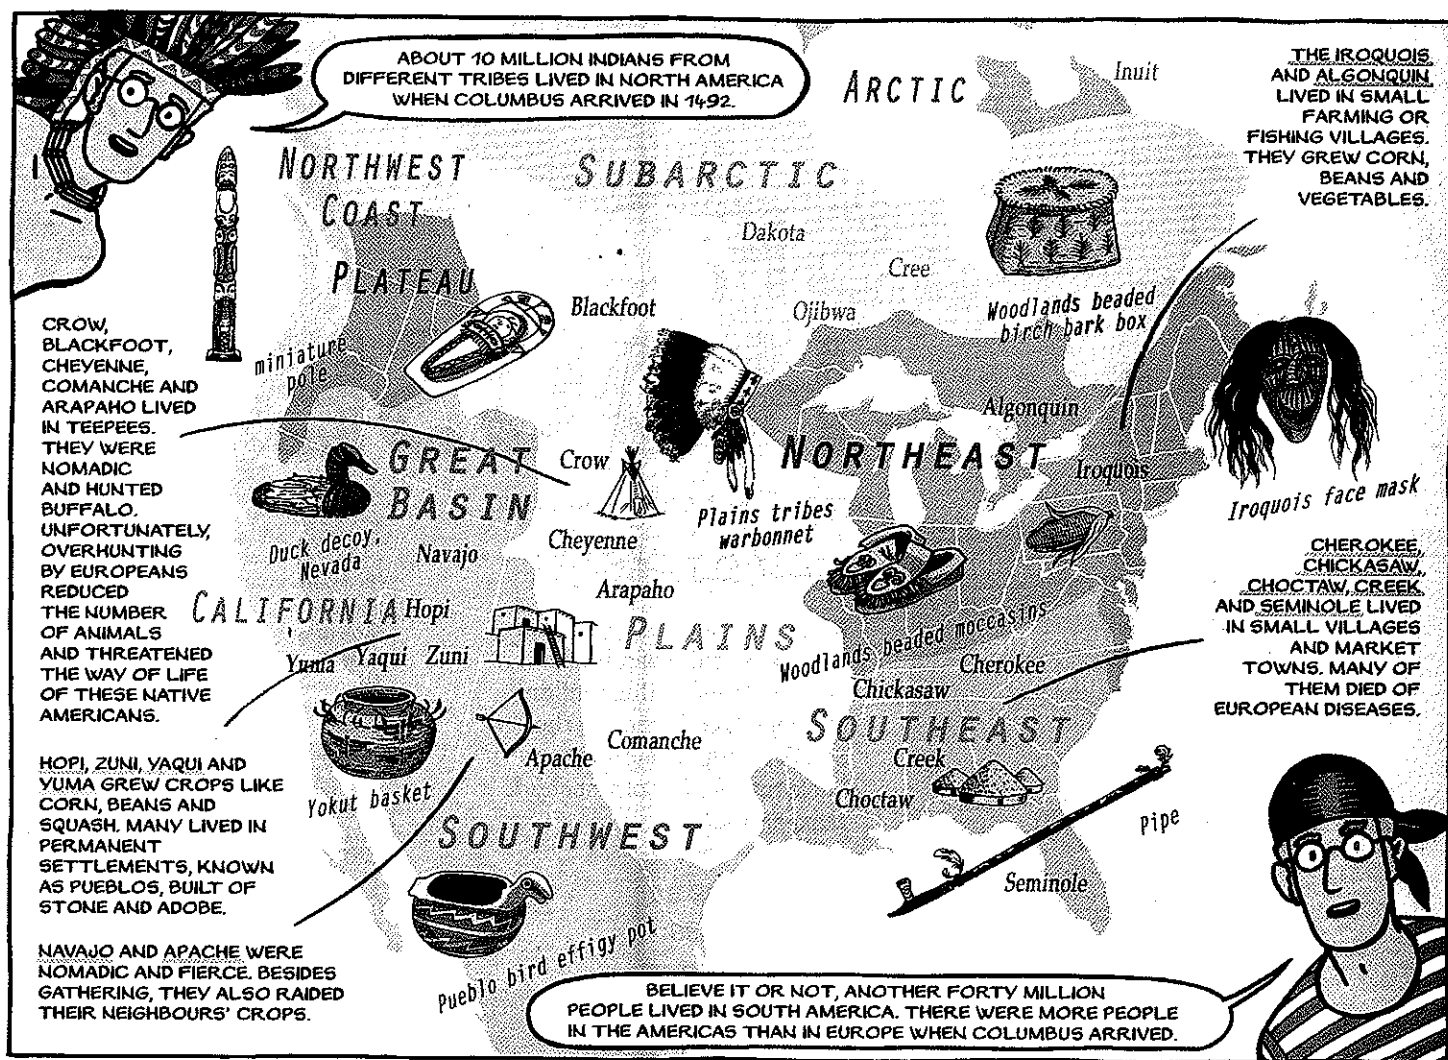 ABOUT 10 MILLION INDIANS FROM
DIFFERENT TRIBES LIVED IN NORTH AMERICA
WHEN COLUMBUS ARRIVED IN 1492.
ARCTIC
Inuit
THE IROQUOIS
AND ALGONQUIN
LIVED IN SMALL
FARMING OR
FISHING VILLAGES.
THEY GREW CORN,
BEANS AND
VEGETABLES.
NORTHWEST
COAST
SUBARCTIC
Dakota
Cree
PLATEAU
Blackfoot
Ojibwa
Woodlands beaded
birch bark box
miniature
pole
CROW,
BLACKFOOT,
CHEYENNE,
COMANCHE AND
ARAPAHO LIVED
IN TEEPEES.
THEY WERE
NOMADIC
AND HUNTED
BUFFALO.
UNFORTUNATELY,
OVERHUNTING
BY EUROPEANS
REDUCED
THE NUMBER
OF ANIMALS
AND THREATENED
THE WAY OF LIFE
OF THESE NATIVE
AMERICANS.
Algonquin
GREAT
BASIN
Crow
NORTHEAST
Iroquois
Iroquois face mask
Plains tribes
warbonnet
Duck decoy,
Nevada
Navajo
Cheyenne
Arapaho
CHEROKEE,
CHICKASAW,
CHOCTAW, CREEK
AND SEMINOLE LIVED
IN SMALL VILLAGES
AND MARKET
TOWNS. MANY OF
THEM DIED OF
EUROPEAN DISEASES.
CALIFORNIA
Hopi
PLAINS
Woodlands beaded moccasins
Yuma
Yaqui
Zuni
Cherokee
Chickasaw
SOUTHEAST
Apache
Comanche
Creek
Choctaw
Yokut basket
HOPI, ZUNI, YAQUI AND
YUMA GREW CROPS LIKE
CORN, BEANS AND
SQUASH. MANY LIVED IN
PERMANENT
SETTLEMENTS, KNOWN
AS PUEBLOS, BUILT OF
STONE AND ADOBE.
SOUTHWEST
Pipe
Seminole
Pueblo bird effigy pot
NAVAJO AND APACHE WERE
NOMADIC AND FIERCE. BESIDES
GATHERING, THEY ALSO RAIDED
THEIR NEIGHBOURS' CROPS.
BELIEVE IT OR NOT, ANOTHER FORTY MILLION
PEOPLE LIVED IN SOUTH AMERICA. THERE WERE MORE PEOPLE
IN THE AMERICAS THAN IN EUROPE WHEN COLUMBUS ARRIVED.